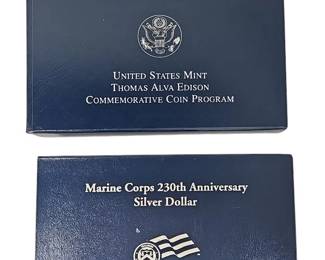 United States Mint
Thomas Alva Edison
Commemorative Coin Program
Marine Corps 230th Anniversary
Silver Dollar